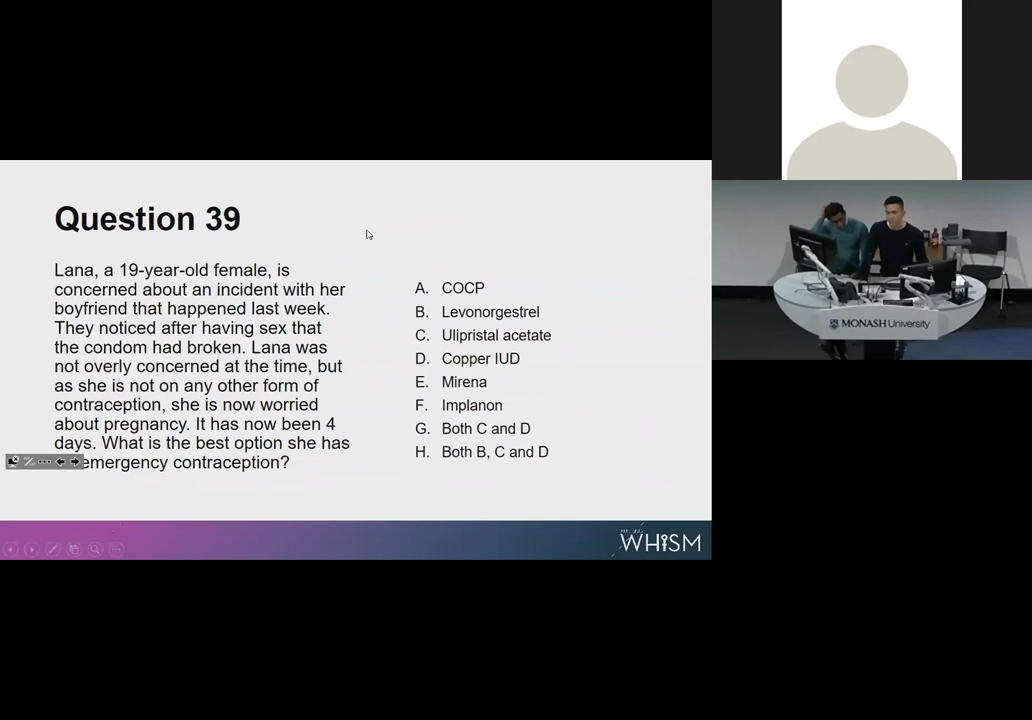 Question 39
Lana, a 19-year-old female, is
concerned about an incident with her
boyfriend that happened last week.
They noticed after having sex that
the condom had broken. Lana was
not overly concerned at the time, but
as she is not on any other form of
contraception, she is now worried
about pregnancy. It has now been 4
days. What is the best option she has
emergency contraception?
A. COCP
B. Levonorgestrel
C. Ulipristal acetate
D. Copper IUD
E. Mirena
F. Implanon
G. Both C and D
H. Both B, C and D
WHISM
MONASH University